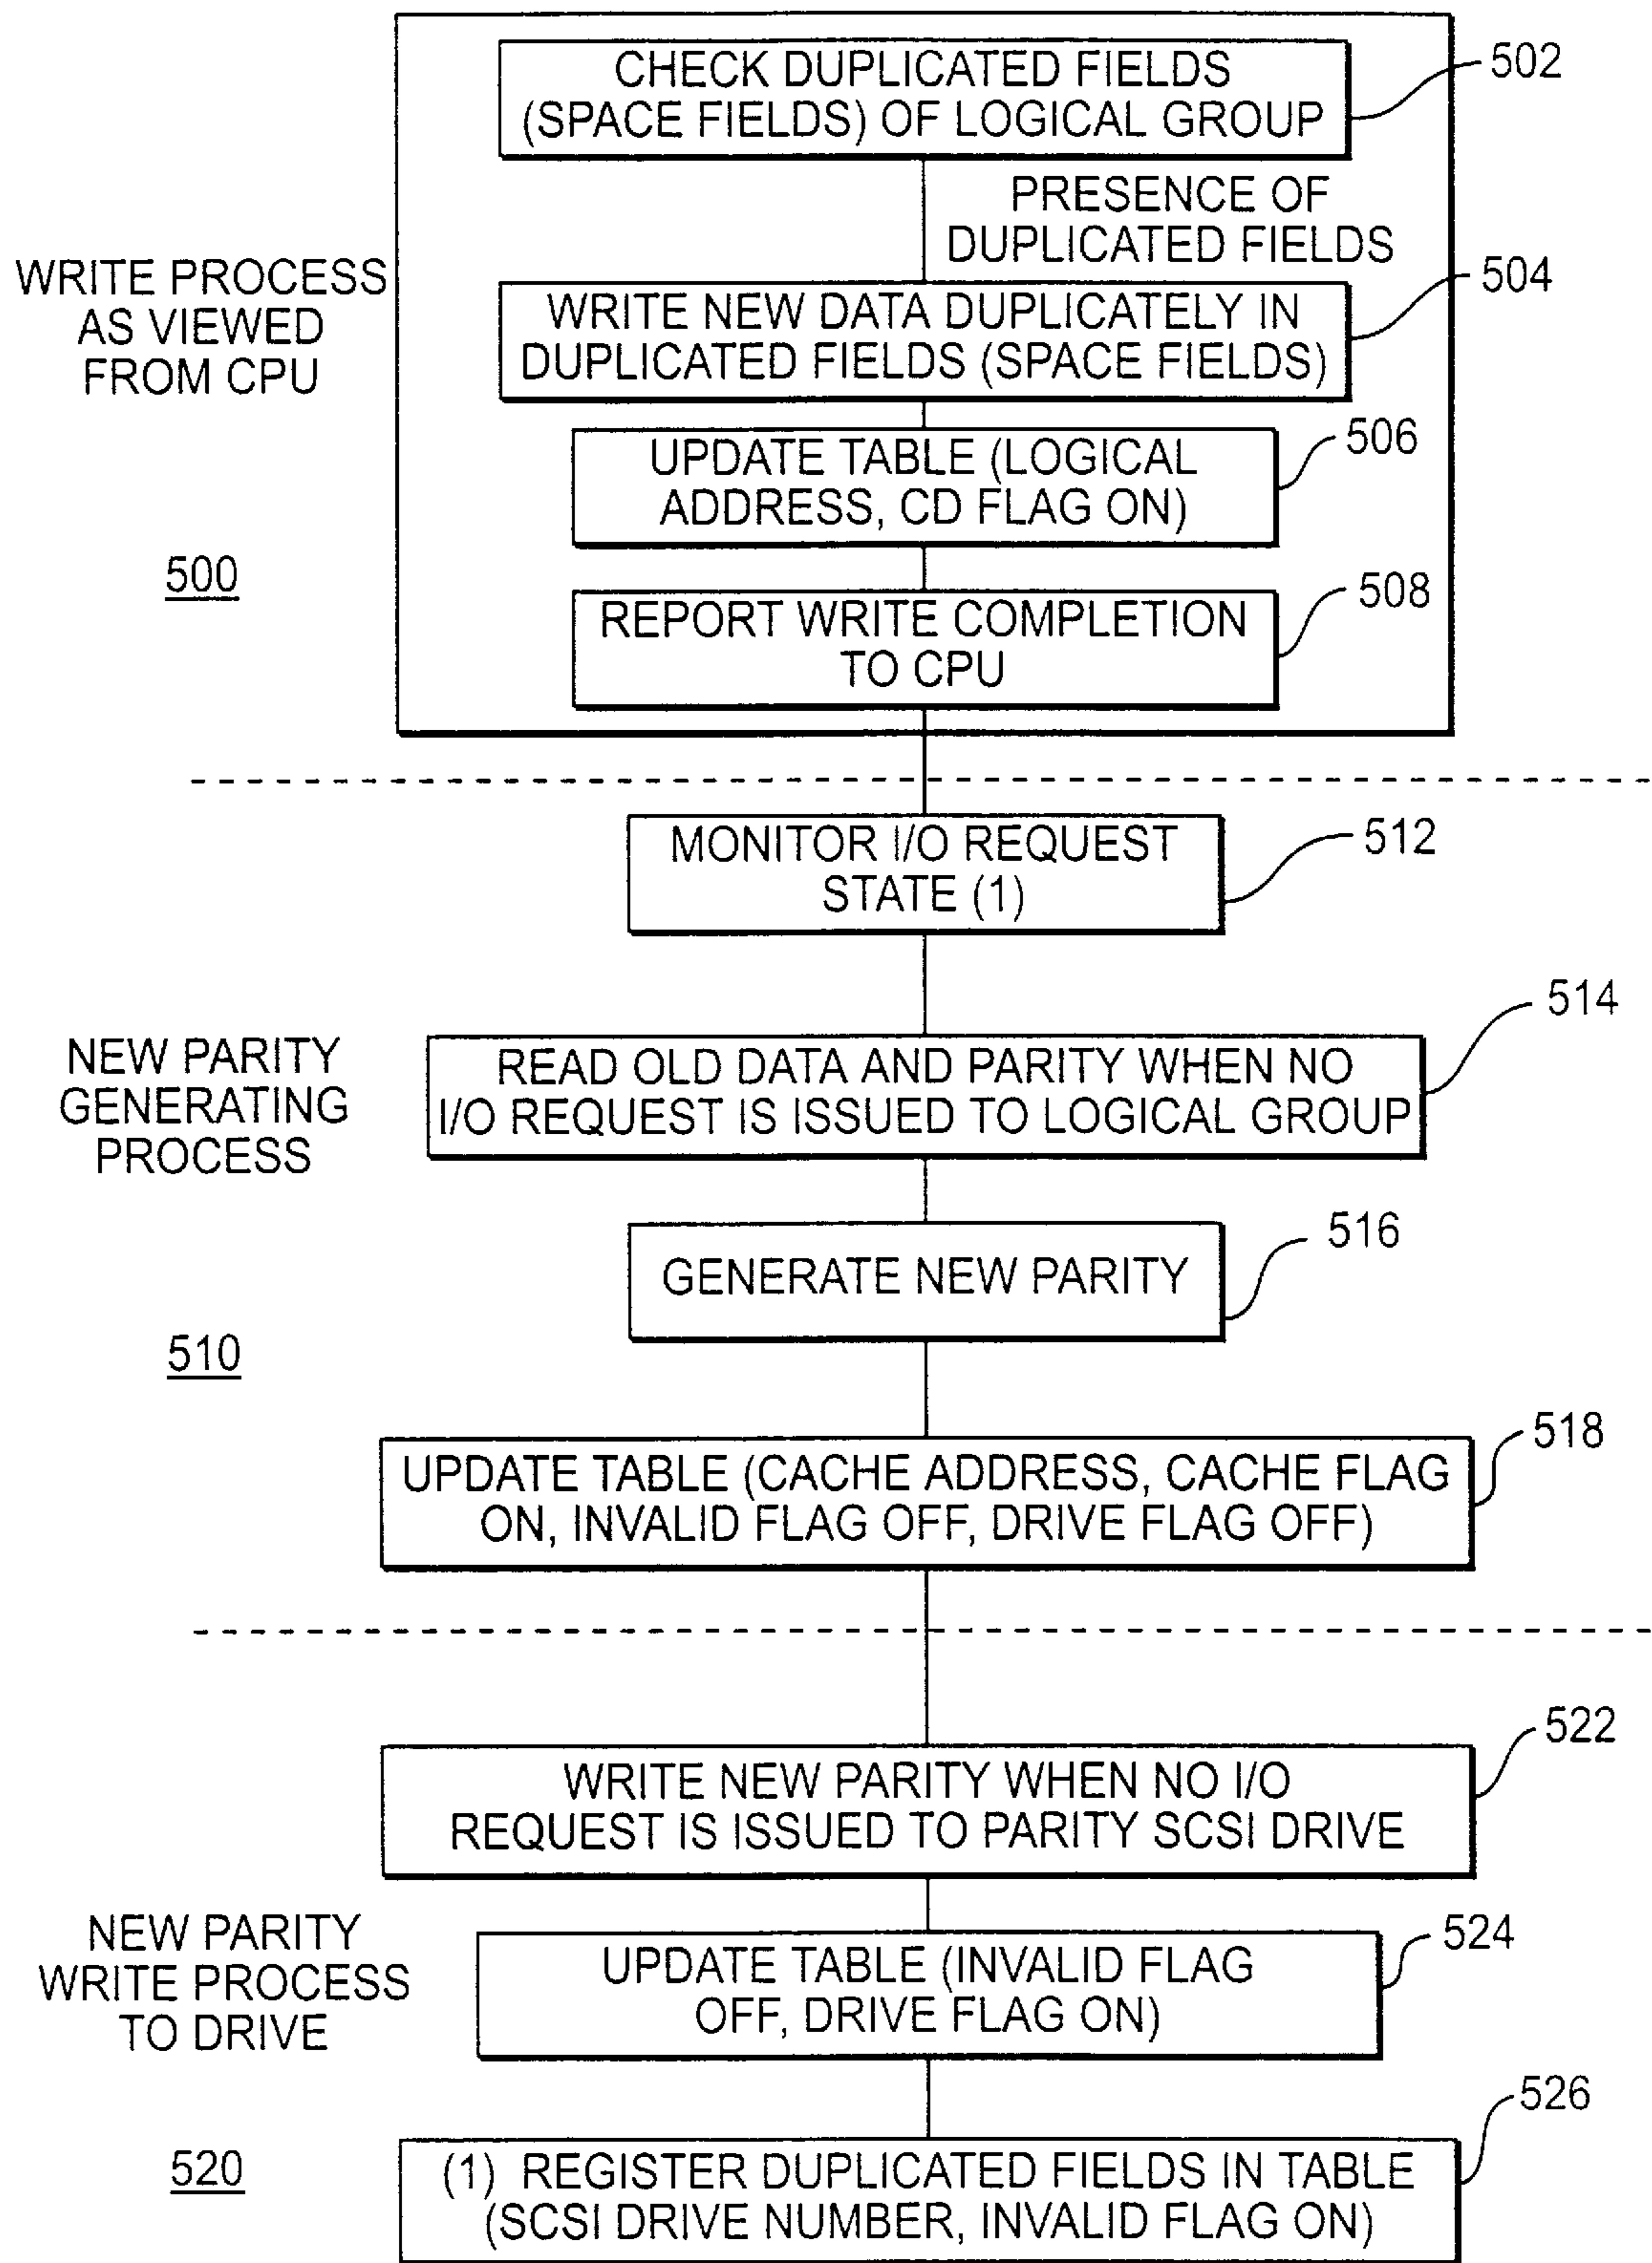 CHECK DUPLICATED FIELDS
(SPACE FIELDS) OF LOGICAL GROUP
502
PRESENCE OF
DUPLICATED FIELDS
WRITE PROCESS
AS VIEWED
FROM CPU
WRITE NEW DATA DUPLICATELY IN
DUPLICATED FIELDS (SPACE FIELDS)
504
UPDATE TABLE (LOGICAL
ADDRESS, CD FLAG ON)
506
500
REPORT WRITE COMPLETION
TO CPU
508
MONITOR I/O REQUEST
STATE (1)
512
NEW PARITY
GENERATING
PROCESS
READ OLD DATA AND PARITY WHEN NO
I/O REQUEST IS ISSUED TO LOGICAL GROUP
514
GENERATE NEW PARITY
516
510
UPDATE TABLE (CACHE ADDRESS, CACHE FLAG
ON, INVALID FLAG OFF, DRIVE FLAG OFF)
518
WRITE NEW PARITY WHEN NO I/O
REQUEST IS ISSUED TO PARITY SCSI DRIVE
522
NEW PARITY
WRITE PROCESS
TO DRIVE
UPDATE TABLE (INVALID FLAG
OFF, DRIVE FLAG ON)
524
520
(1) REGISTER DUPLICATED FIELDS IN TABLE
(SCSI DRIVE NUMBER, INVALID FLAG ON)
526